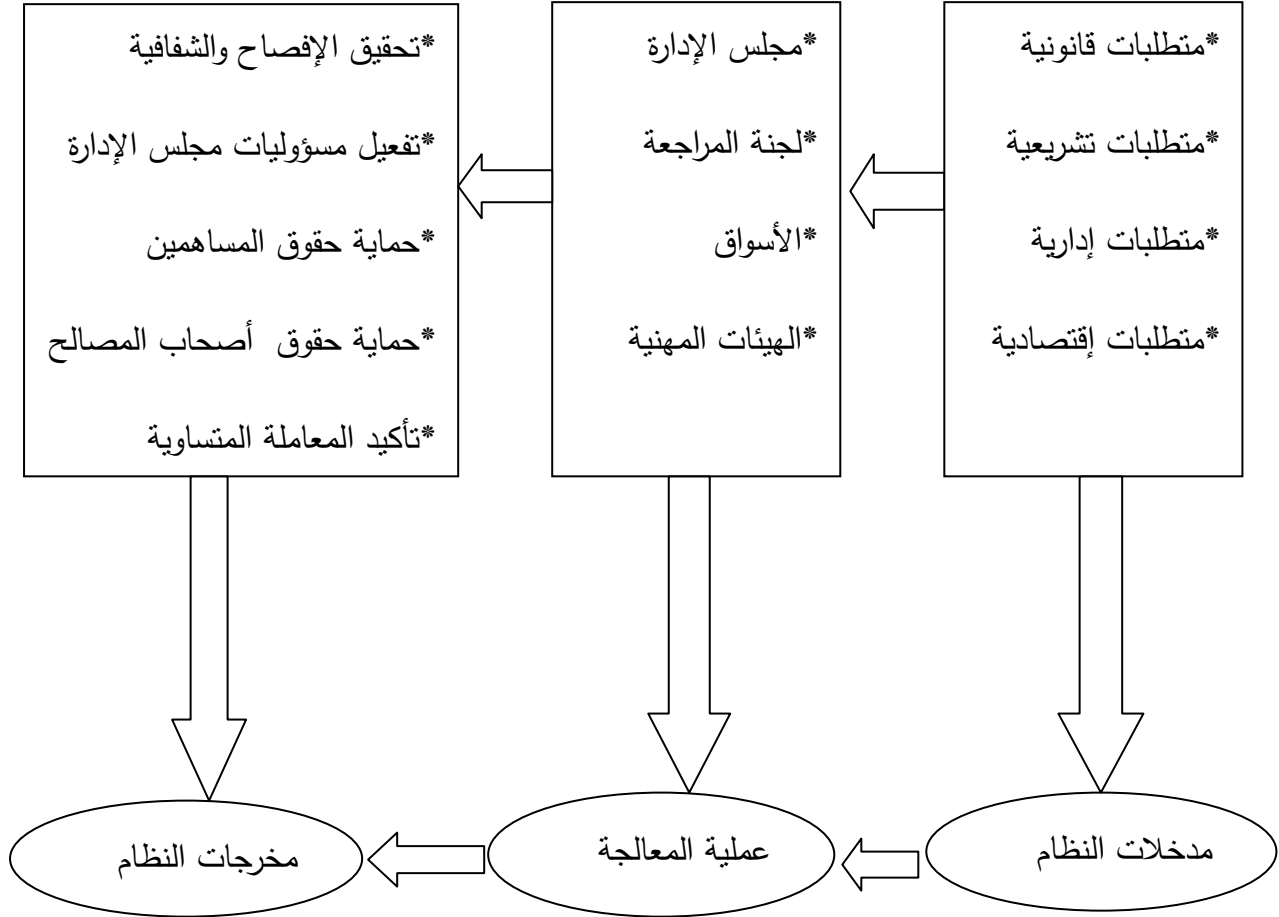 *متطلبات قانونية
*متطلبات تشريعية
*متطلبات إدارية
*متطلبات إقتصادية
*مجلس الإدارة
*لجنة المراجعة
*الأسواق
*الهيئات المهنية
*تحقيق الإفصاح والشفافية
*تفعيل مسؤوليات مجلس الإدارة
*حماية حقوق المساهمين
*حماية حقوق أصحاب المصالح
*تأكيد المعاملة المتساوية
مدخلات النظام
عملية المعالجة
مخرجات النظام